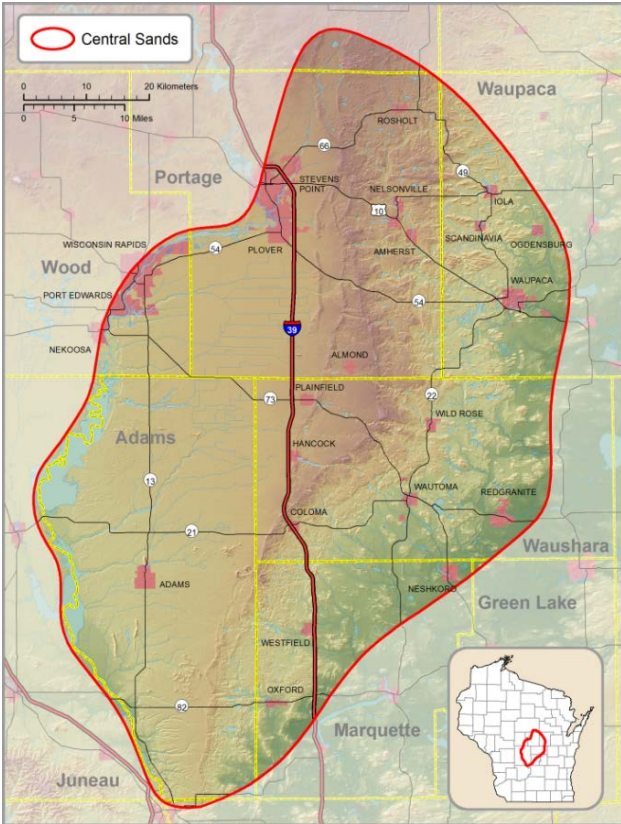 Central Sands
0 10 20 Kilometers
0 5 10 Miles
Waupaca
ROSHOLT
66
Portage
STEVENS
POINT
49
NELSONVILLE
10
IOLA
SCANDINAVIA
OGDENSBURG
AMHERST
WISCONSIN RAPIDS
54
PLOVER
Wood
WAUPACA
PORT EDWARDS
54
39
NEKOOSA
ALMOND
73
PLAINFIELD
22
WILD ROSE
Adams
HANCOCK
13
WAUTOMA
REDGRANITE
COLOMA
21
Waushara
ADAMS
NESHKORO
Green Lake
WESTFIELD
OXFORD
82
Marquette
Juneau